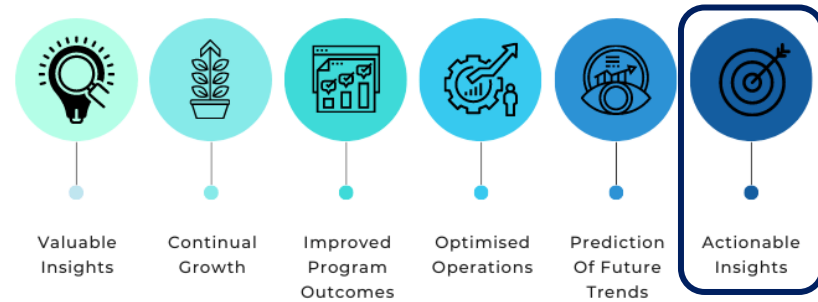 Valuable
Insights
Continual
Growth
Improved
Program
Outcomes
Optimised
Operations
Prediction
Of Future
Trends
Actionable
Insights